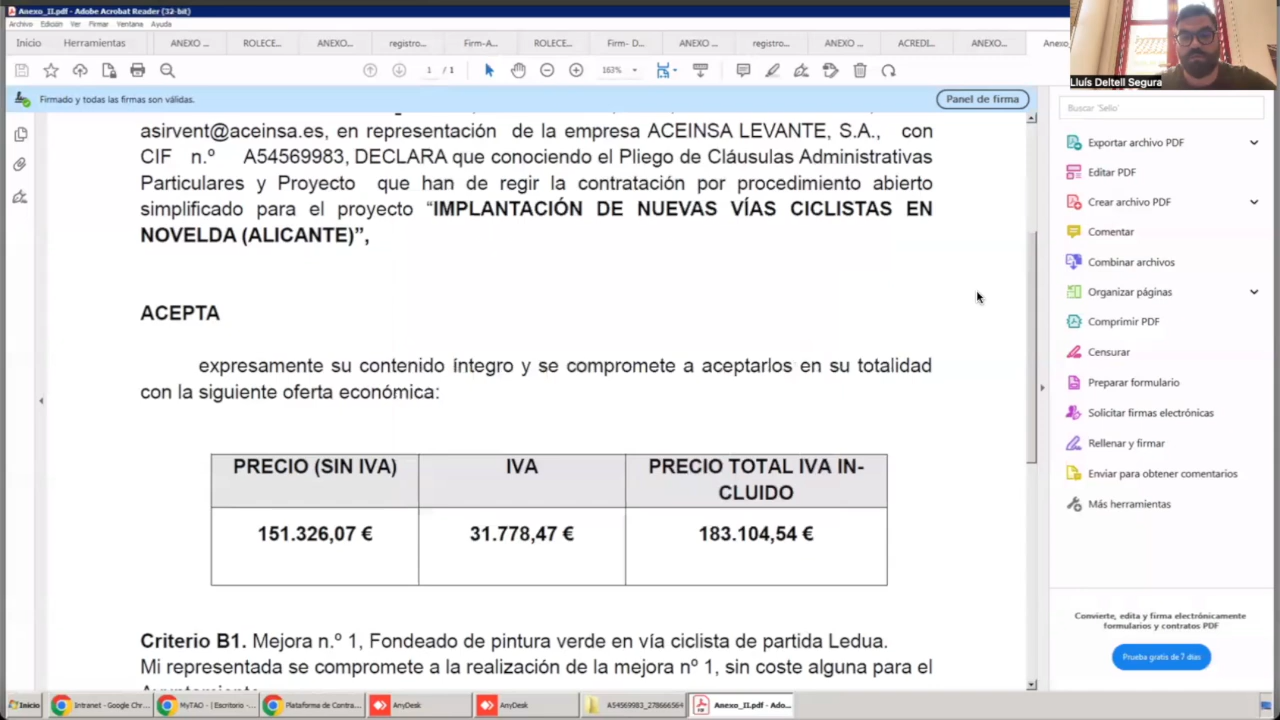 Anexo_II.pdf - Adobe Acrobat Reader (32-bit)
Archivo Edición Ver Firmar Ventana Ayuda
Inicio Herramientas ANEXO ... ROLECE... ANEXO... registro... Firm-A... ROLECE... Firm- D... ANEXO ... registro... ANEXO ... ACREDI... ANEXO... Anexo_
163% 1 / 1
Lluís Deltell Segura
Firmado y todas las firmas son válidas.
Panel de firma
Buscar 'Sello'
asirvent@aceinsa.es, en representación de la empresa ACEINSA LEVANTE, S.A., con
CIF n.º A54569983, DECLARA que conociendo el Pliego de Cláusulas Administrativas
Particulares y Proyecto que han de regir la contratación por procedimiento abierto
simplificado para el proyecto “IMPLANTACIÓN DE NUEVAS VÍAS CICLISTAS EN
NOVELDA (ALICANTE)”,
ACEPTA
expresamente su contenido íntegro y se compromete a aceptarlos en su totalidad
con la siguiente oferta económica:
PRECIO (SIN IVA) IVA PRECIO TOTAL IVA IN-
CLUIDO
151.326,07 € 31.778,47 € 183.104,54 €
Criterio B1. Mejora n.º 1, Fondeado de pintura verde en vía ciclista de partida Ledua.
Mi representada se compromete a la realización de la mejora nº 1, sin coste alguna para el
Exportar archivo PDF
Editar PDF
Crear archivo PDF
Comentar
Combinar archivos
Organizar páginas
Comprimir PDF
Censurar
Preparar formulario
Solicitar firmas electrónicas
Rellenar y firmar
Enviar para obtener comentarios
Más herramientas
Convierte, edita y firma electrónicamente
formularios y contratos PDF
Prueba gratis de 7 días
Inicio Intranet - Google Chr... MyTAO - | Escritorio - ... Plataforma de Contra... AnyDesk AnyDesk A54569983_278666564 Anexo_II.pdf - Ado...